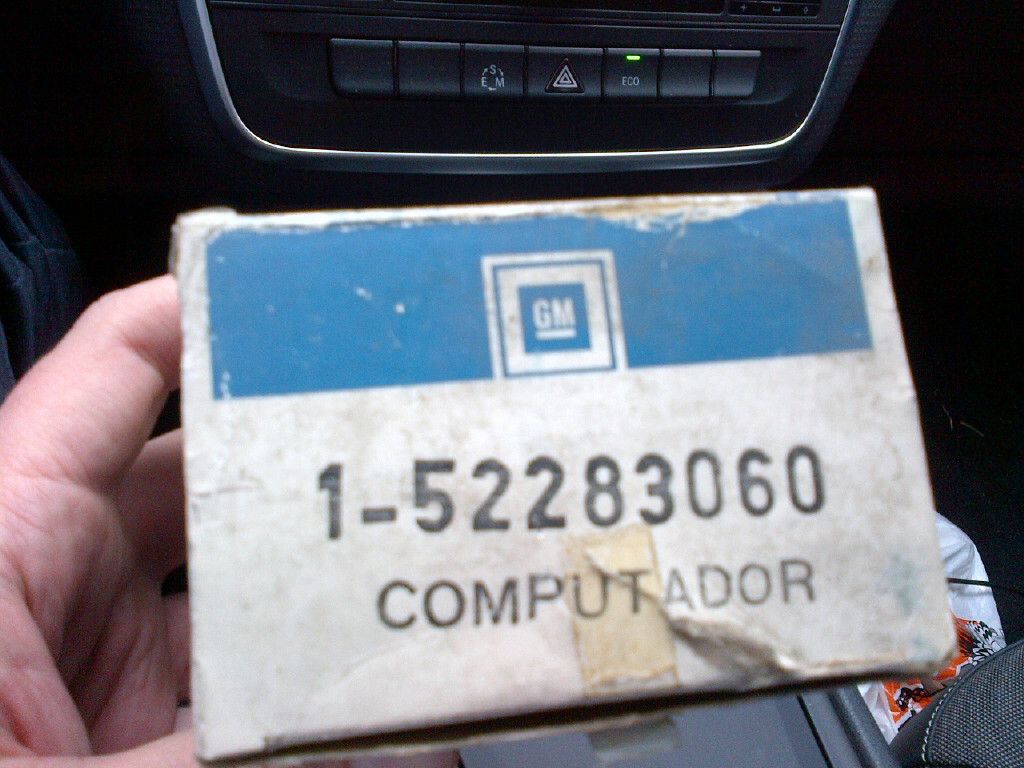 S
E M
ECO
GM
1-52283060
COMPUTADOR